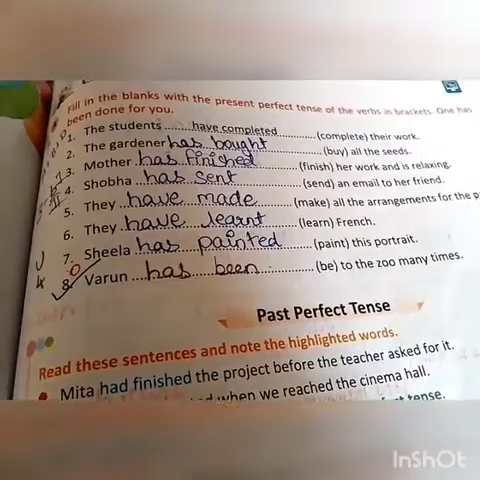 Fill in the blanks with the present perfect tense of the verbs in brackets. One has
been done for you.
1. The students ...... have completed ............ (complete) their work.
2. The gardener has bought ............ (buy) all the seeds.
3. Mother .. has finished ............ (finish) her work and is relaxing.
4. Shobha ... has sent ............ (send) an email to her friend.
5. They .... have made ............ (make) all the arrangements for the
6. They .... have learnt ............ (learn) French.
7. Sheela .. has painted ............ (paint) this portrait.
8. Varun .... has been ............ (be) to the zoo many times.
Past Perfect Tense
Read these sentences and note the highlighted words.
• Mita had finished the project before the teacher asked for it.
when we reached the cinema hall.
tense.
InShOt